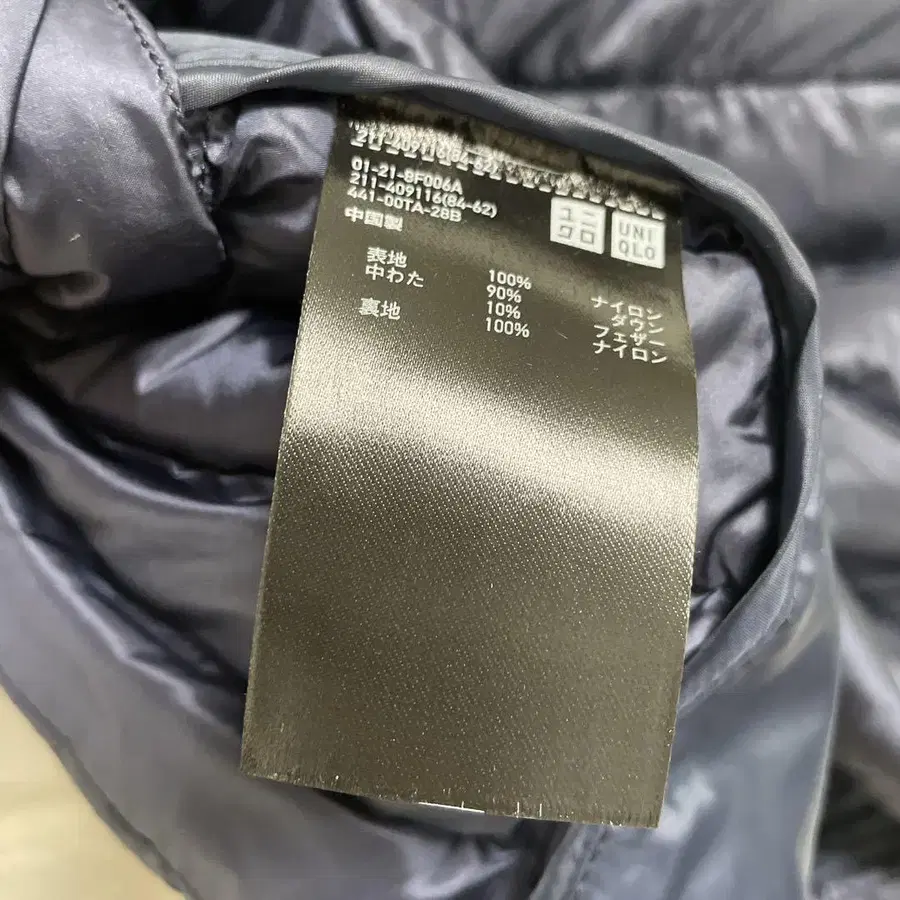 01-21-8F006A
211-409116(84-62)
441-00TA-28B
中国製
ユニ
クロ
UNI
QLO
表地 100% ナイロン
中わた 90% ダウン
10% フェザー
裏地 100% ナイロン